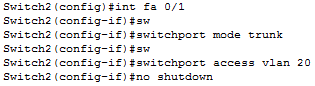 Switch2(config)#int fa 0/1
Switch2(config-if)#sw
Switch2(config-if)#switchport mode trunk
Switch2(config-if)#sw
Switch2(config-if)#switchport access vlan 20
Switch2(config-if)#no shutdown